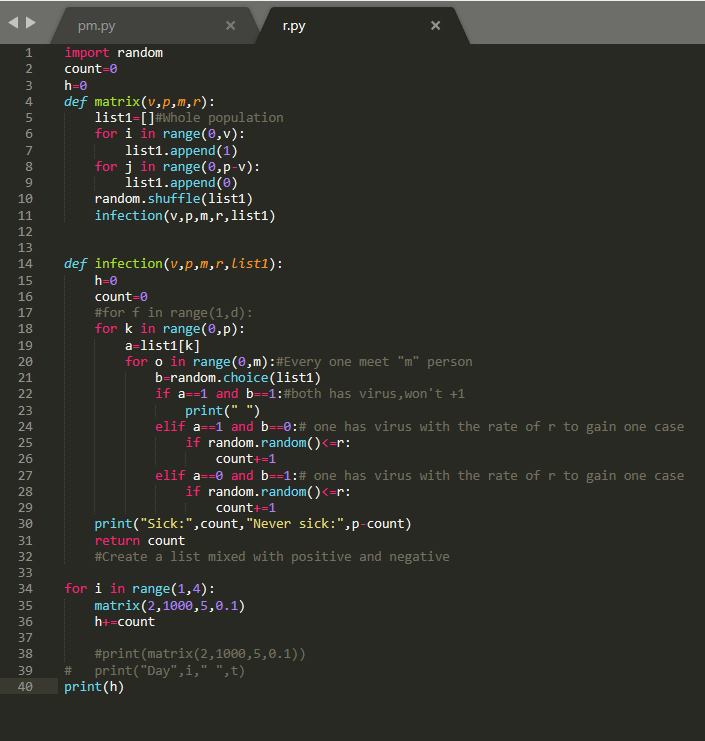 pm.py × r.py ×
1 import random
2 count=0
3 h=0
4 def matrix(v,p,m,r):
5     list1=[]#Whole population
6     for i in range(0,v):
7         list1.append(1)
8     for j in range(0,p-v):
9         list1.append(0)
10     random.shuffle(list1)
11     infection(v,p,m,r,list1)
12
13
14 def infection(v,p,m,r,list1):
15     h=0
16     count=0
17     #for f in range(1,d):
18     for k in range(0,p):
19         a=list1[k]
20         for o in range(0,m):#Every one meet "m" person
21             b=random.choice(list1)
22             if a==1 and b==1:#both has virus,won't +1
23                 print(" ")
24             elif a==1 and b==0:# one has virus with the rate of r to gain one case
25                 if random.random()<=r:
26                     count+=1
27             elif a==0 and b==1:# one has virus with the rate of r to gain one case
28                 if random.random()<=r:
29                     count+=1
30     print("Sick:",count,"Never sick:",p-count)
31     return count
32     #Create a list mixed with positive and negative
33
34 for i in range(1,4):
35     matrix(2,1000,5,0.1)
36     h+=count
37
38     #print(matrix(2,1000,5,0.1))
39 #   print("Day",i," ",t)
40 print(h)